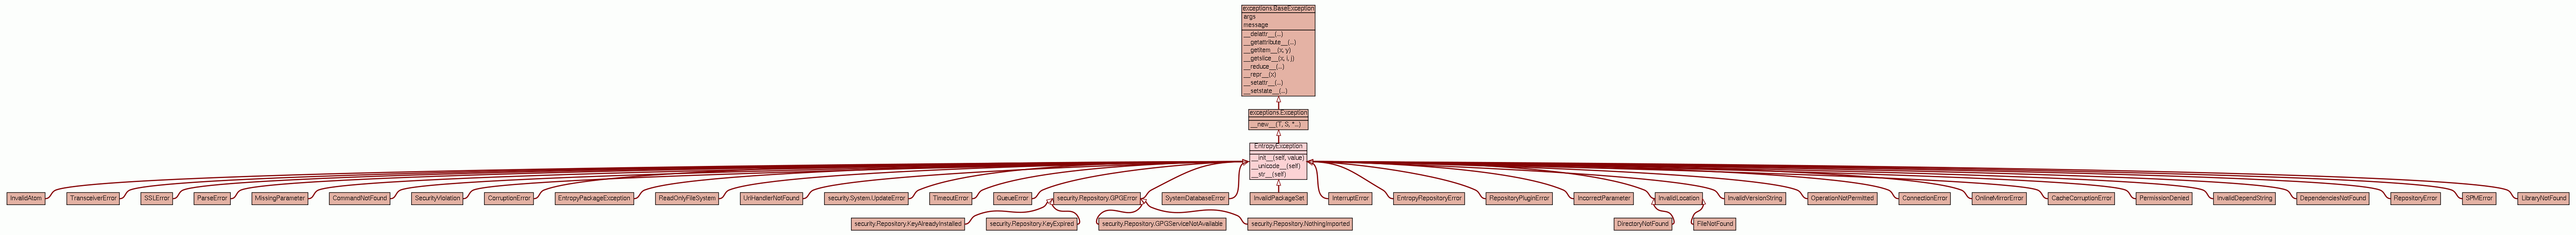 exceptions.BaseException
args
message
__delattr__(...)
__getattribute__(...)
__getitem__(x, y)
__getslice__(x, i, j)
__reduce__(...)
__repr__(x)
__setattr__(...)
__setstate__(...)
exceptions.Exception
__new__(T, S, *...)
EntropyException
__init__(self, value)
__unicode__(self)
__str__(self)
InvalidAtom
TransceiverError
SSLError
ParseError
MissingParameter
CommandNotFound
SecurityViolation
CorruptionError
EntropyPackageException
ReadOnlyFileSystem
UrlHandlerNotFound
security.System.UpdateError
TimeoutError
QueueError
security.Repository.GPGError
SystemDatabaseError
InvalidPackageSet
InterruptError
EntropyRepositoryError
RepositoryPluginError
IncorrectParameter
InvalidLocation
InvalidVersionString
OperationNotPermitted
ConnectionError
OnlineMirrorError
CacheCorruptionError
PermissionDenied
InvalidDependString
DependenciesNotFound
RepositoryError
SPMError
LibraryNotFound
security.Repository.KeyAlreadyInstalled
security.Repository.KeyExpired
security.Repository.GPGServiceNotAvailable
security.Repository.NothingImported
DirectoryNotFound
FileNotFound